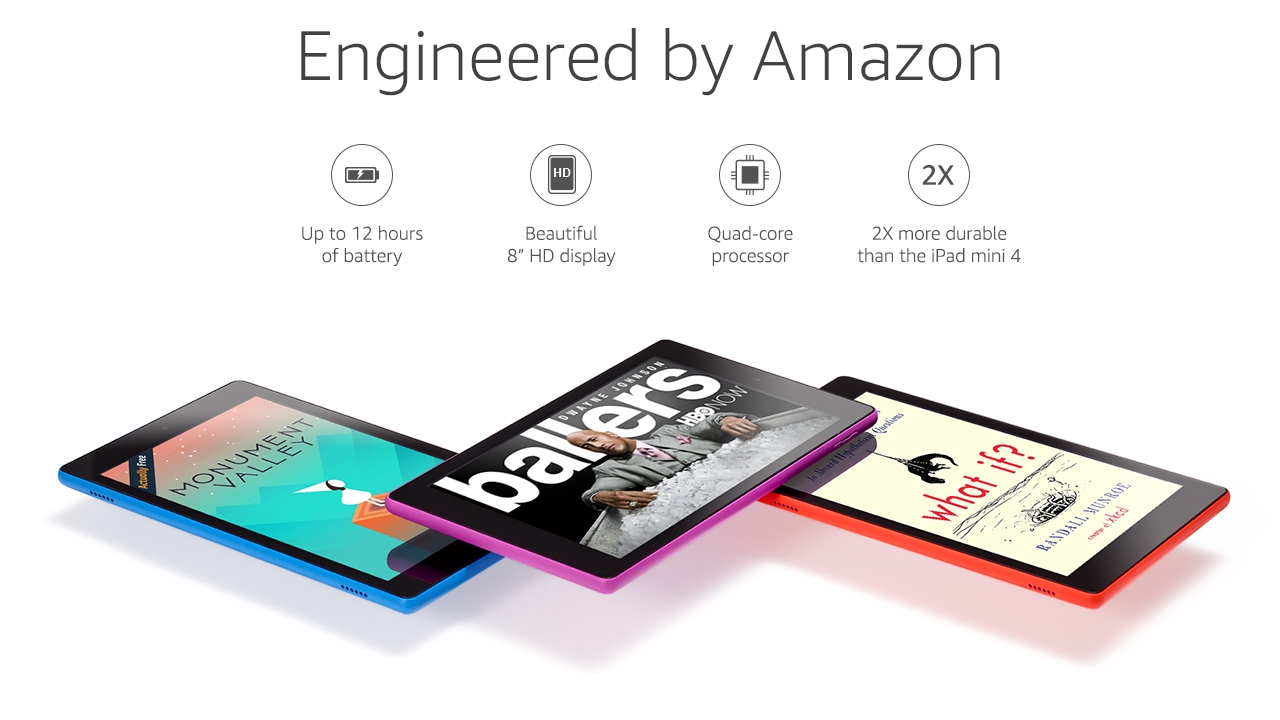 Engineered by Amazon
HD
2X
Up to 12 hours
of battery
Beautiful
8” HD display
Quad-core
processor
2X more durable
than the iPad mini 4
Actually Free
MONUMENT
VALLEY
DWAYNE JOHNSON
ballers
HBO NOW
Questions
to Absurd Hypothetical
what if?
RANDALL MUNROE
creator of xkcd